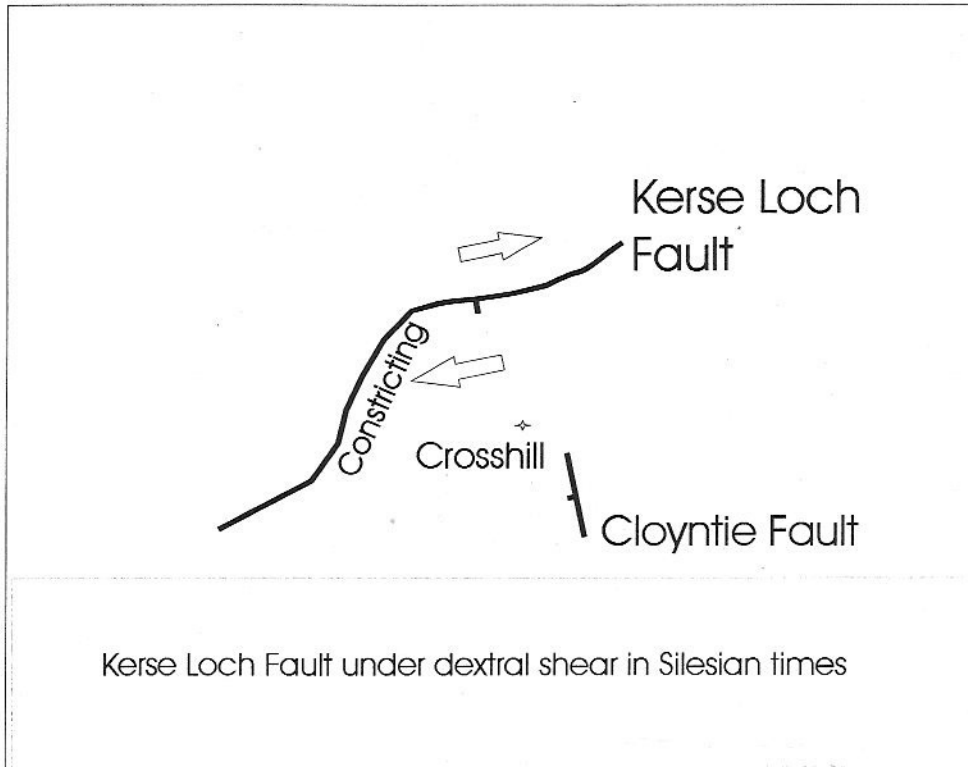 Kerse Loch
Fault
Constricting
Crosshill
Cloyntie Fault
Kerse Loch Fault under dextral shear in Silesian times